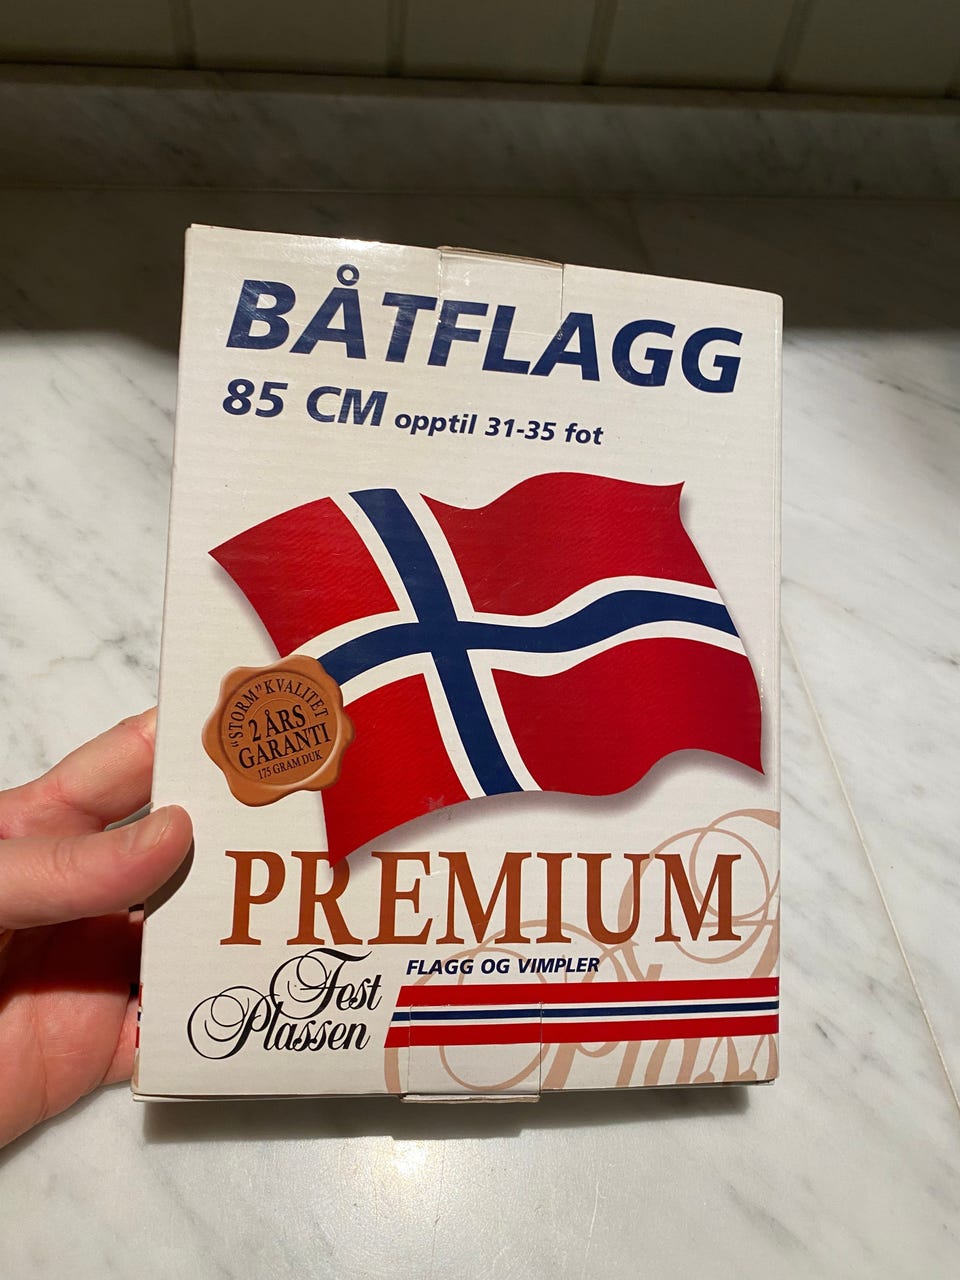 BÅTFLAGG
85 CM opptil 31-35 fot
"STORM" KVALITET
2 ÅRS
GARANTI
175 GRAM DUK
PREMIUM
FLAGG OG VIMPLER
Fest
Plassen